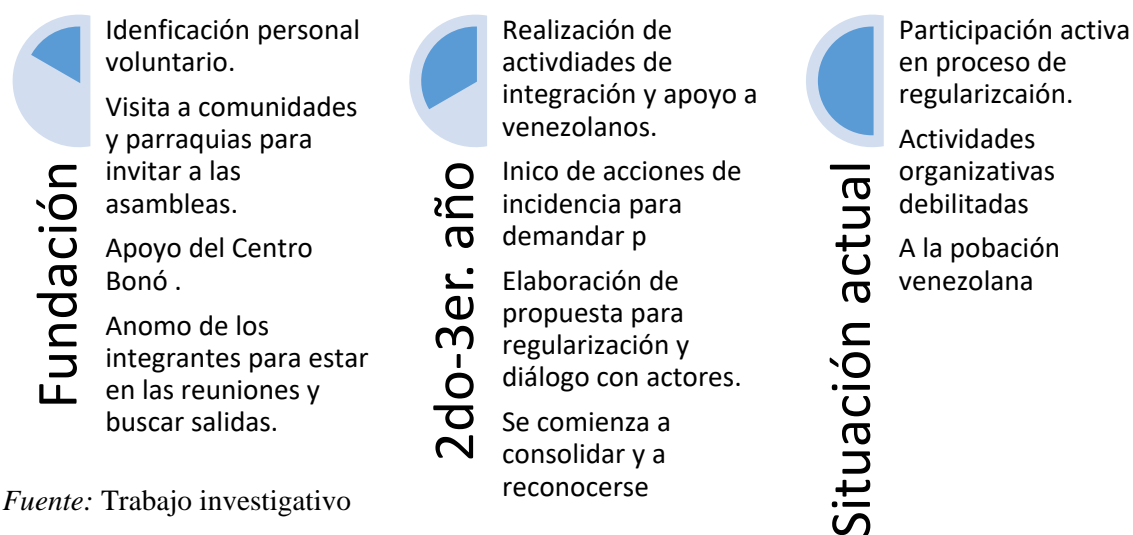 Fundación
Idenficación personal
voluntario.
Visita a comunidades
y parraquias para
invitar a las
asambleas.
Apoyo del Centro
Bonó .
Anomo de los
integrantes para estar
en las reuniones y
buscar salidas.
2do-3er. año
Realización de
activdiades de
integración y apoyo a
venezolanos.
Inico de acciones de
incidencia para
demandar p
Elaboración de
propuesta para
regularización y
diálogo con actores.
Se comienza a
consolidar y a
reconocerse
Situación actual
Participación activa
en proceso de
regularizcaión.
Actividades
organizativas
debilitadas
A la pobación
venezolana
Fuente: Trabajo investigativo